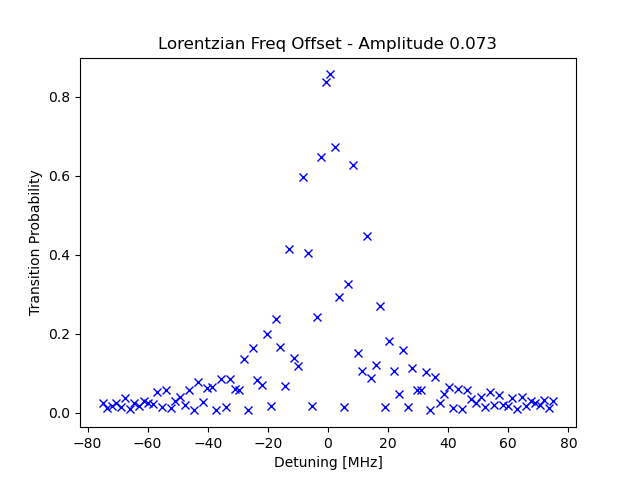 Lorentzian Freq Offset - Amplitude 0.073
0.8
0.6
0.4
0.2
0.0
Transition Probability
−80 −60 −40 −20 0 20 40 60 80
Detuning [MHz]